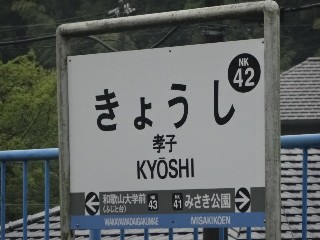 NK
42
きょうし
孝子
KYŌSHI
和歌山大学前
(ふじと台)
NK
43
NK
41
みさき公園
WAKAYAMADAIGAKUMAE
MISAKIKOEN